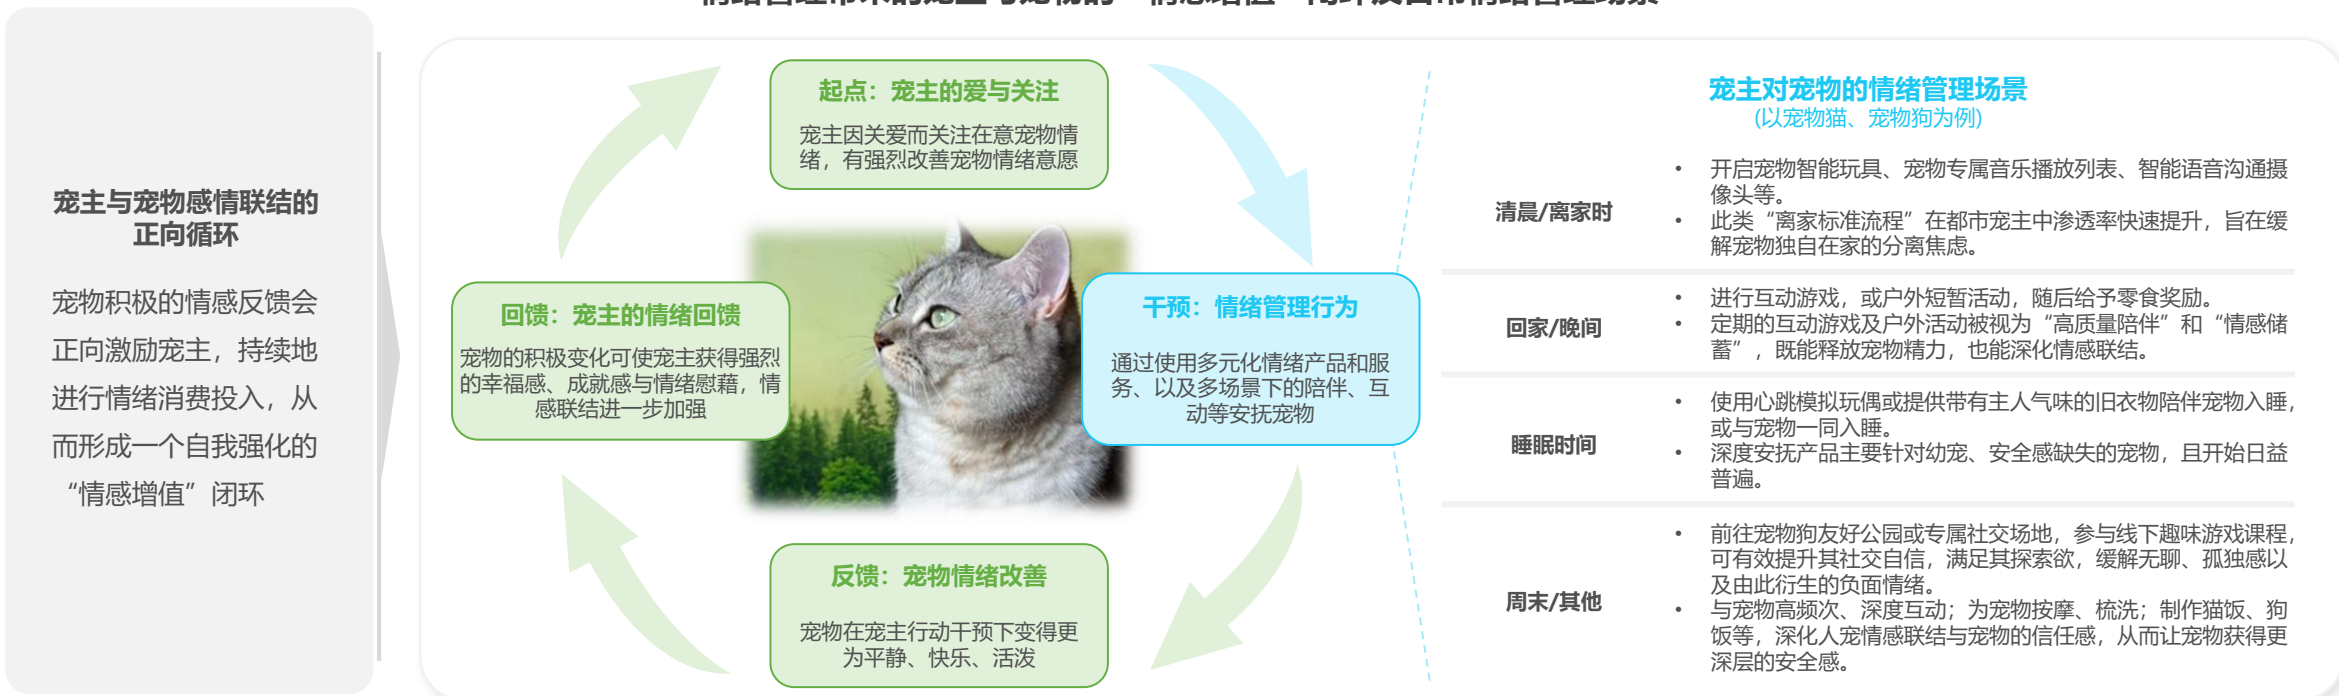 情绪管理带来的宠主与宠物的“情感增值”闭环及日常情绪管理场景
宠主与宠物感情联结的
正向循环
宠物积极的情感反馈会
正向激励宠主，持续地
进行情绪消费投入，从
而形成一个自我强化的
“情感增值”闭环
起点：宠主的爱与关注
宠主因关爱而关注在意宠物情
绪，有强烈改善宠物情绪意愿
干预：情绪管理行为
通过使用多元化情绪产品和服
务、以及多场景下的陪伴、互
动等安抚宠物
反馈：宠物情绪改善
宠物在宠主行动干预下变得更
为平静、快乐、活泼
回馈：宠主的情绪回馈
宠物的积极变化可使宠主获得强烈
的幸福感、成就感与情绪慰藉，情
感联结进一步加强
宠主对宠物的情绪管理场景
(以宠物猫、宠物狗为例)
清晨/离家时
• 开启宠物智能玩具、宠物专属音乐播放列表、智能语音沟通摄
像头等。
• 此类“离家标准流程”在都市宠主中渗透率快速提升，旨在缓
解宠物独自在家的分离焦虑。
回家/晚间
• 进行互动游戏，或户外短暂活动，随后给予零食奖励。
• 定期的互动游戏及户外活动被视为“高质量陪伴”和“情感储
蓄”，既能释放宠物精力，也能深化情感联结。
睡眠时间
• 使用心跳模拟玩偶或提供带有主人气味的旧衣物陪伴宠物入睡，
或与宠物一同入睡。
• 深度安抚产品主要针对幼宠、安全感缺失的宠物，且开始日益
普遍。
周末/其他
• 前往宠物狗友好公园或专属社交场地，参与线下趣味游戏课程，
可有效提升其社交自信，满足其探索欲，缓解无聊、孤独感以
及由此衍生的负面情绪。
• 与宠物高频次、深度互动；为宠物按摩、梳洗；制作猫饭、狗
饭等，深化人宠情感联结与宠物的信任感，从而让宠物获得更
深层的安全感。